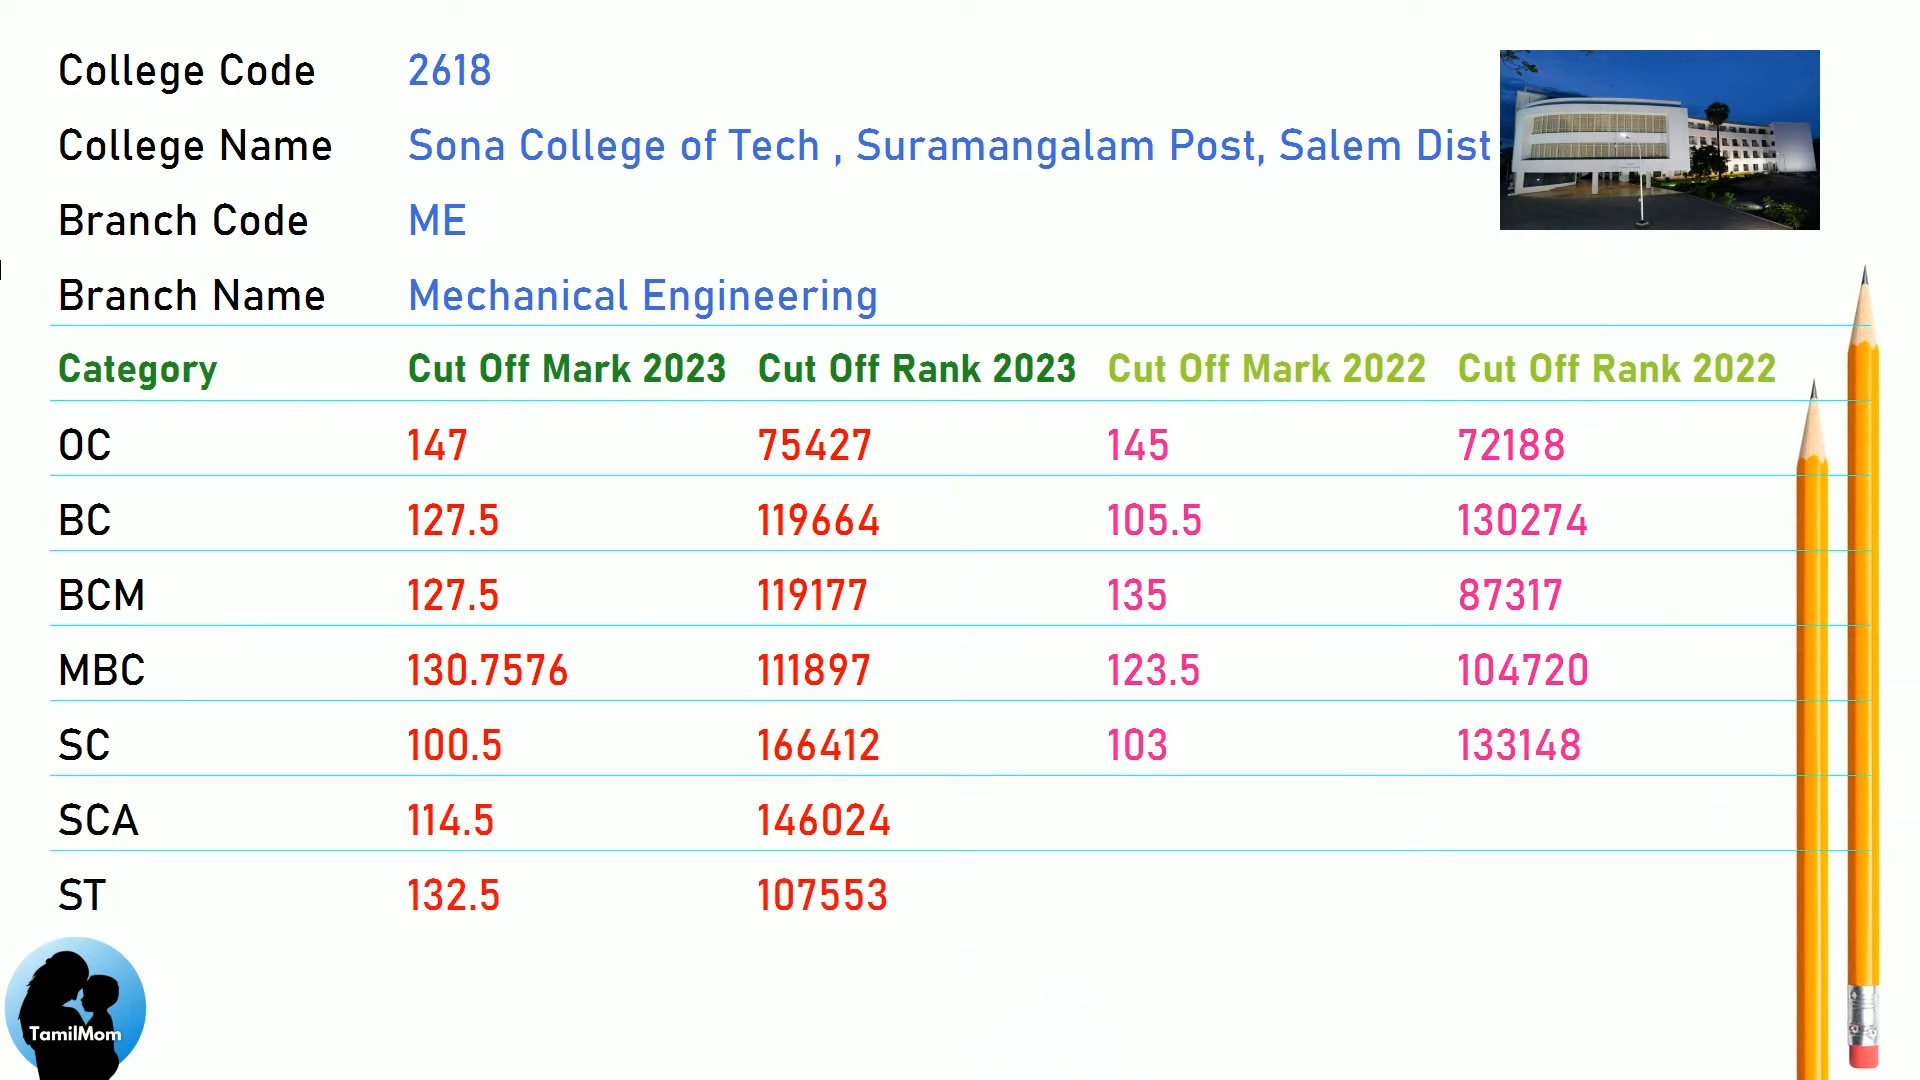 College Code 2618
College Name Sona College of Tech , Suramangalam Post, Salem Dist
Branch Code ME
Branch Name Mechanical Engineering
Category Cut Off Mark 2023 Cut Off Rank 2023 Cut Off Mark 2022 Cut Off Rank 2022
OC 147 75427 145 72188
BC 127.5 119664 105.5 130274
BCM 127.5 119177 135 87317
MBC 130.7576 111897 123.5 104720
SC 100.5 166412 103 133148
SCA 114.5 146024
ST 132.5 107553
TamilMom